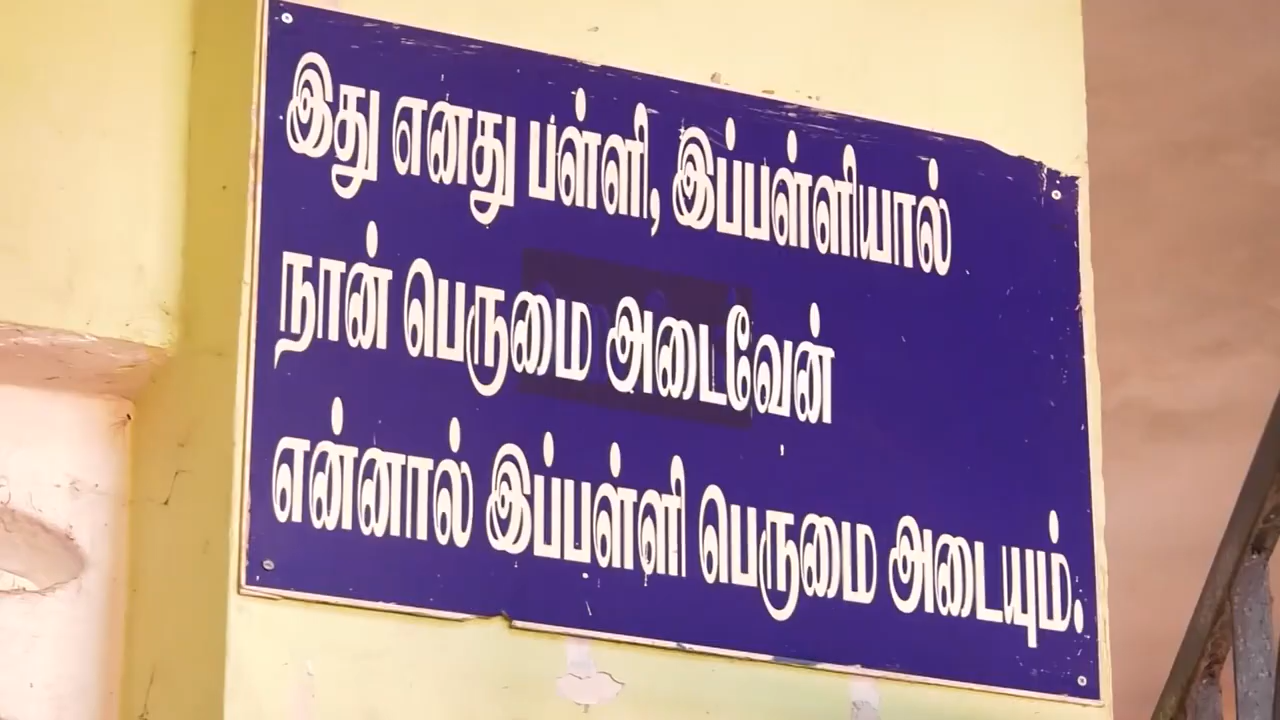 இது எனது பள்ளி, இப்பள்ளியால்
நான் பெருமை அடைவேன்
என்னால் இப்பள்ளி பெருமை அடையும்.